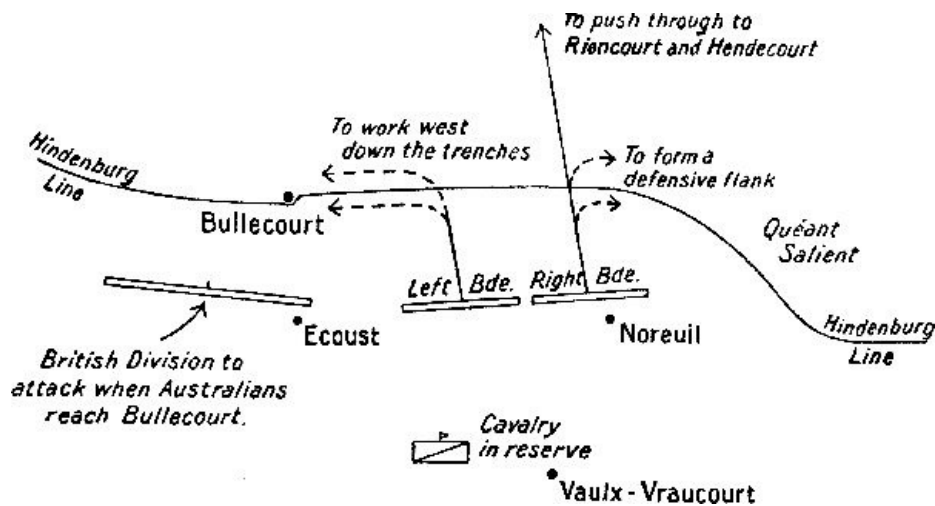 To push through to
Riencourt and Hendecourt
To work west
down the trenches
Hindenburg
Line
To form a
defensive flank
Bullecourt
Quéant
Salient
Left Bde.
Right Bde.
Ecoust
Noreuil
Hindenburg
Line
British Division to
attack when Australians
reach Bullecourt.
Cavalry
in reserve
Vaulx-Vraucourt